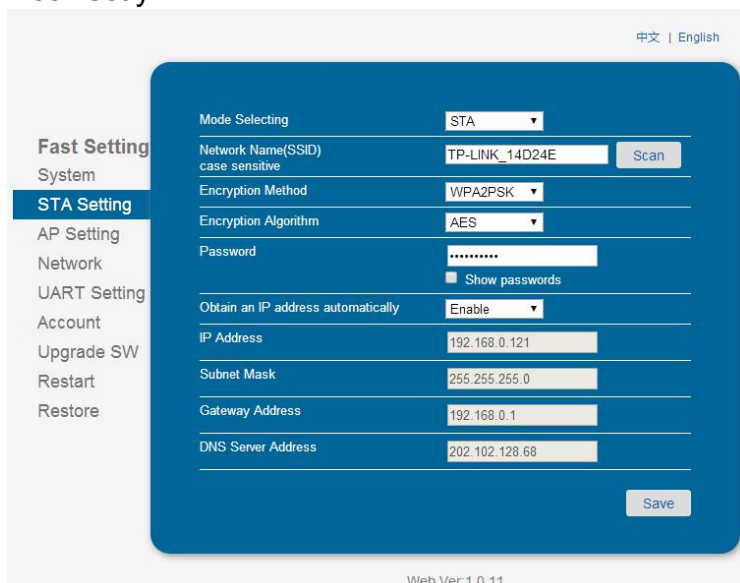 中文 | English
Fast Setting
System
STA Setting
AP Setting
Network
UART Setting
Account
Upgrade SW
Restart
Restore
Mode Selecting STA
Network Name(SSID)
case sensitive
TP-LINK_14D24E Scan
Encryption Method WPA2PSK
Encryption Algorithm AES
Password ••••••••••
Show passwords
Obtain an IP address automatically Enable
IP Address 192.168.0.121
Subnet Mask 255.255.255.0
Gateway Address 192.168.0.1
DNS Server Address 202.102.128.68
Save
Web Ver:1.0.11